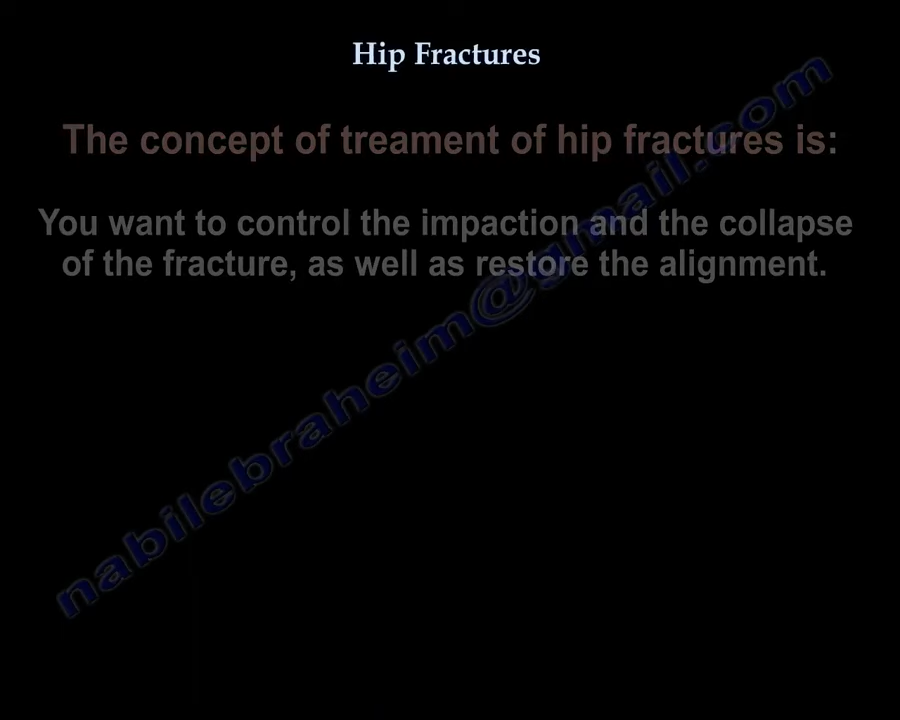 Hip Fractures
The concept of treament of hip fractures is:
You want to control the impaction and the collapse
of the fracture, as well as restore the alignment.
nabilebraheim@gmail.com